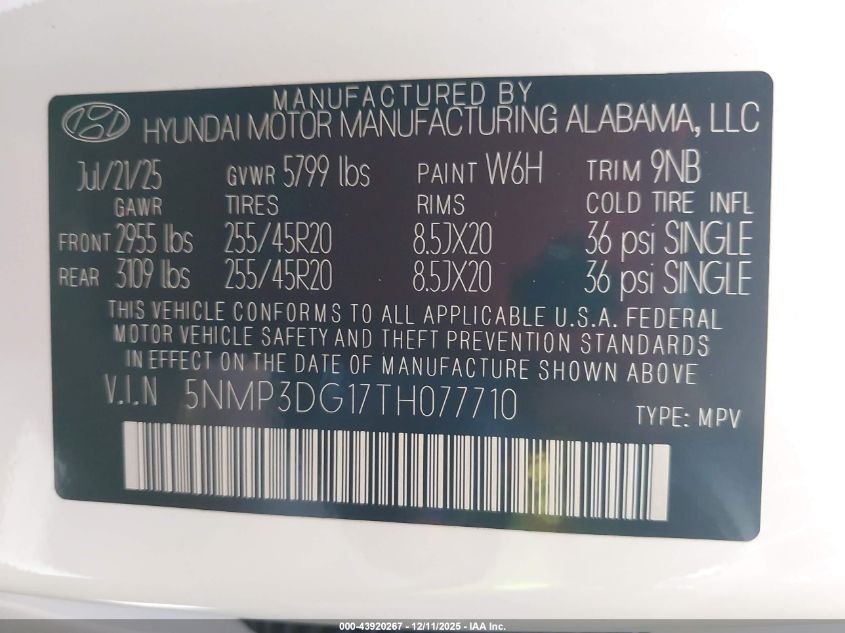 MANUFACTURED BY
HYUNDAI MOTOR MANUFACTURING ALABAMA, LLC
Jul/21/25 GVWR 5799 lbs PAINT W6H TRIM 9NB
GAWR TIRES RIMS COLD TIRE INFL
FRONT 2955 lbs 255/45R20 8.5JX20 36 psi SINGLE
REAR 3109 lbs 255/45R20 8.5JX20 36 psi SINGLE
THIS VEHICLE CONFORMS TO ALL APPLICABLE U.S.A. FEDERAL
MOTOR VEHICLE SAFETY AND THEFT PREVENTION STANDARDS
IN EFFECT ON THE DATE OF MANUFACTURE SHOWN ABOVE
V.I.N 5NMP3DG17TH077710
TYPE: MPV
000-43920267 - 12/11/2025 - IAA Inc.